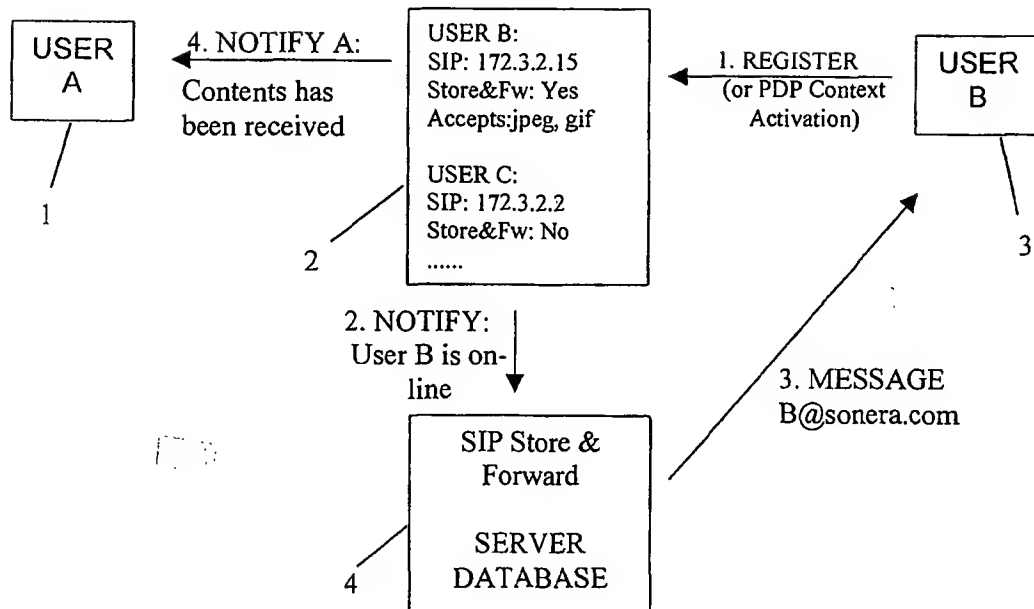 USER
A
1
4. NOTIFY A:
Contents has
been received
USER B:
SIP: 172.3.2.15
Store&Fw: Yes
Accepts:jpeg, gif
USER C:
SIP: 172.3.2.2
Store&Fw: No
......
2
1. REGISTER
(or PDP Context
Activation)
USER
B
3
2. NOTIFY:
User B is on-
line
3. MESSAGE
B@sonera.com
SIP Store &
Forward
SERVER
DATABASE
4